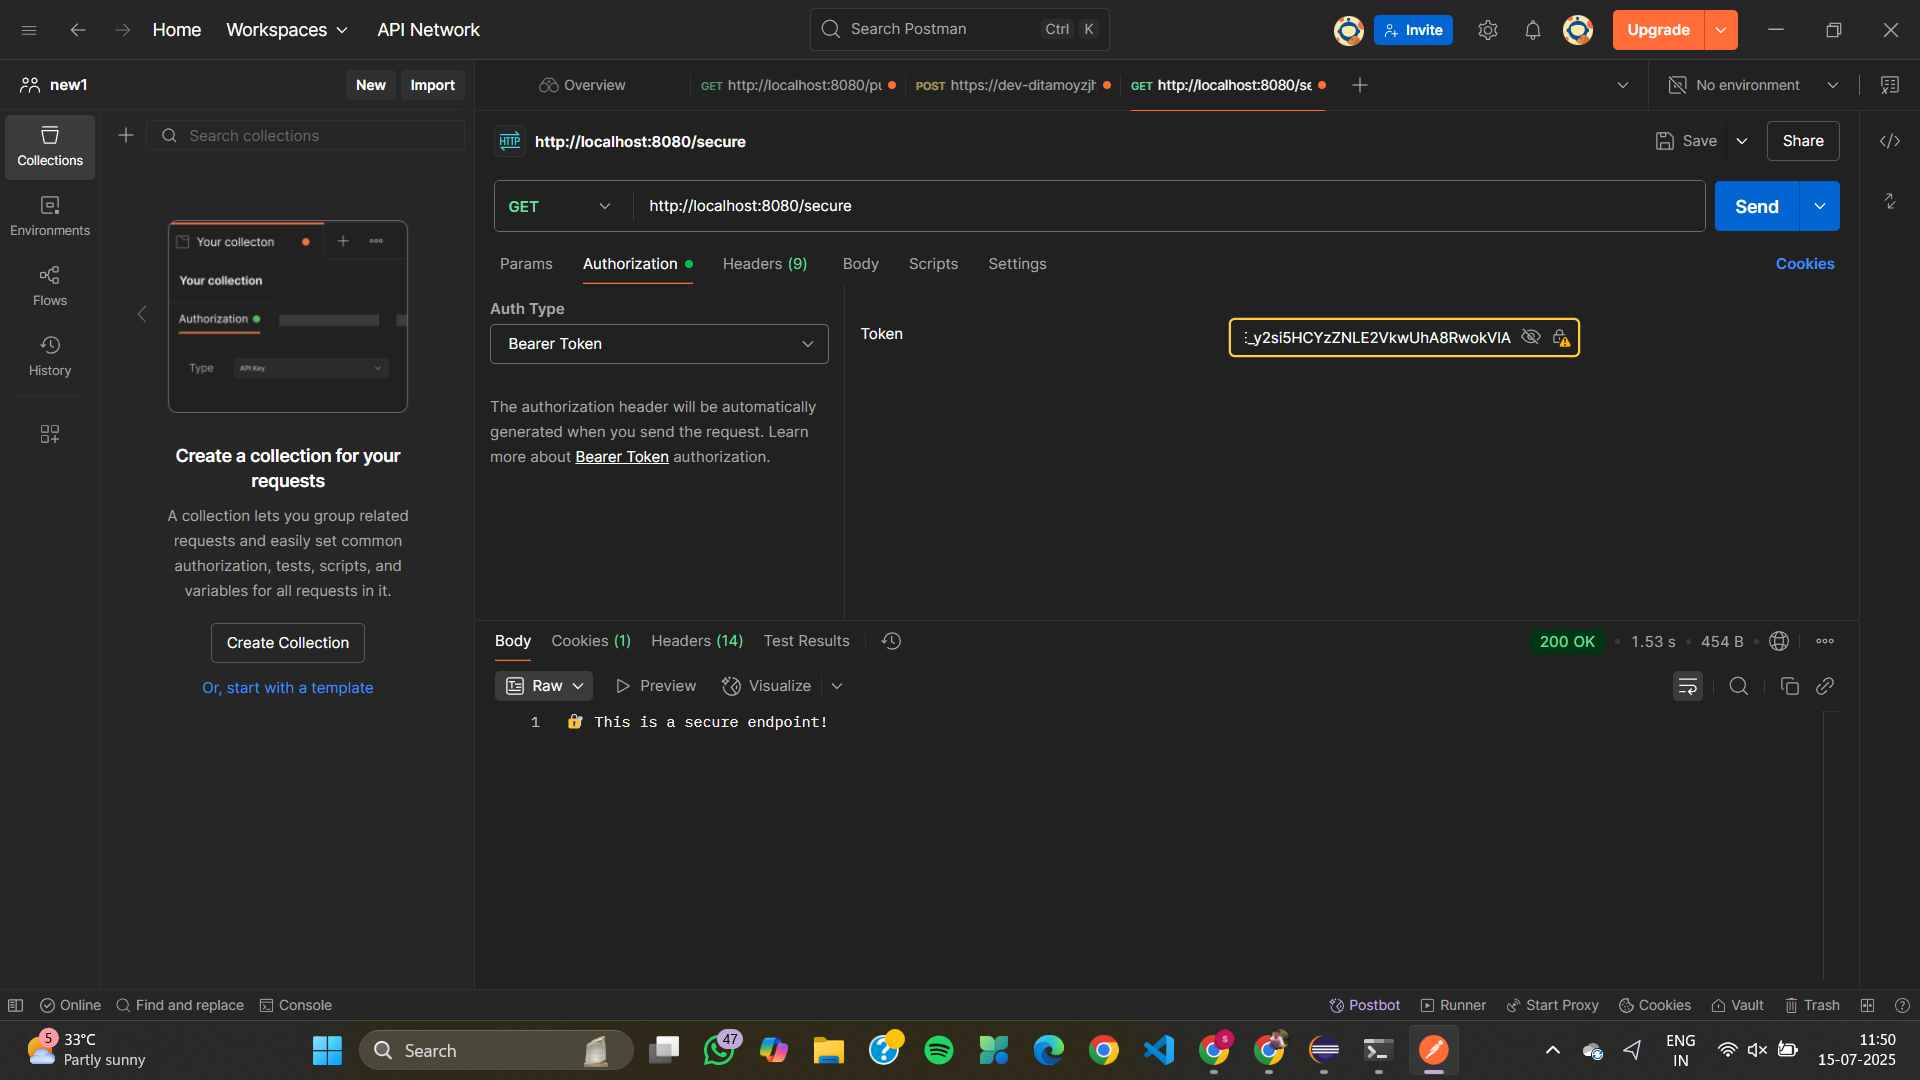 Home
Workspaces
API Network
Search Postman
Ctrl K
Invite
Upgrade
new1
New
Import
Overview
GET http://localhost:8080/pu
POST https://dev-ditamoyzjh
GET http://localhost:8080/se
No environment
Collections
Environments
Flows
History
Search collections
Your collecton
Your collection
Authorization
Type
API Key
Create a collection for your
requests
A collection lets you group related
requests and easily set common
authorization, tests, scripts, and
variables for all requests in it.
Create Collection
Or, start with a template
HTTP
http://localhost:8080/secure
Save
Share
GET
http://localhost:8080/secure
Send
Params
Authorization
Headers (9)
Body
Scripts
Settings
Cookies
Auth Type
Bearer Token
The authorization header will be automatically
generated when you send the request. Learn
more about Bearer Token authorization.
Token
_y2si5HCYzZNLE2VkwUhA8RwokVIA
Body
Cookies (1)
Headers (14)
Test Results
200 OK
1.53 s
454 B
Raw
Preview
Visualize
1 🔐 This is a secure endpoint!
Online
Find and replace
Console
Postbot
Runner
Start Proxy
Cookies
Vault
Trash
5
33°C
Partly sunny
Search
47
S
ENG
IN
11:50
15-07-2025